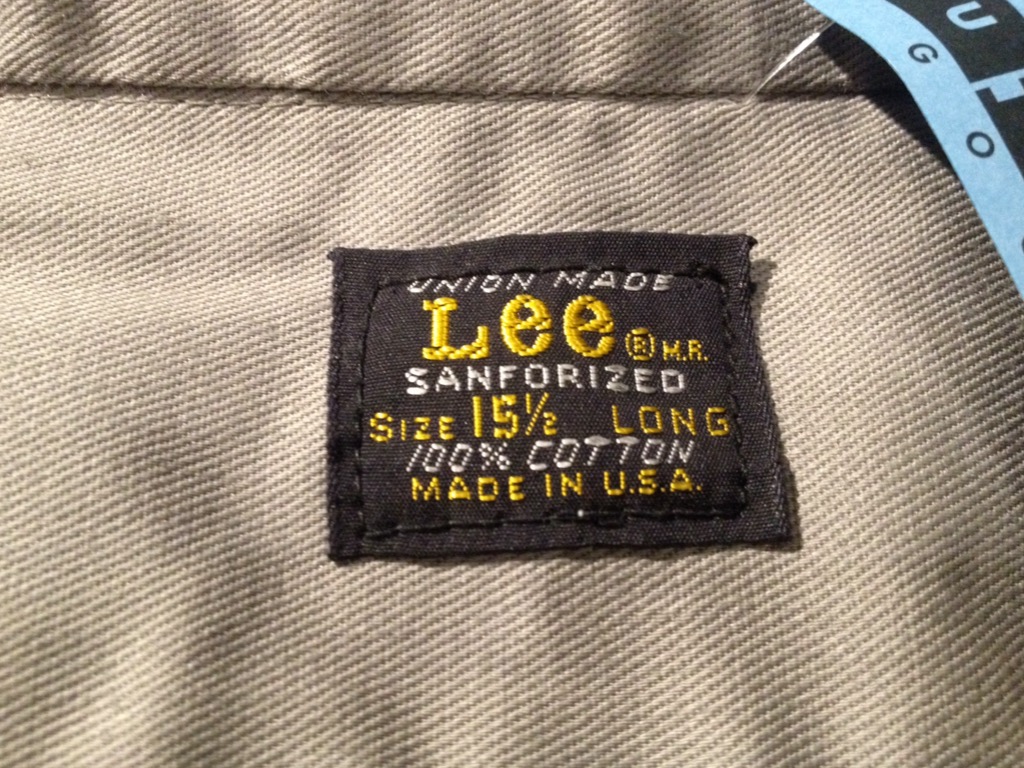 UNION MADE
Lee ® M.R.
SANFORIZED
SIZE 15½ LONG
100% COTTON
MADE IN U.S.A.
U
G O